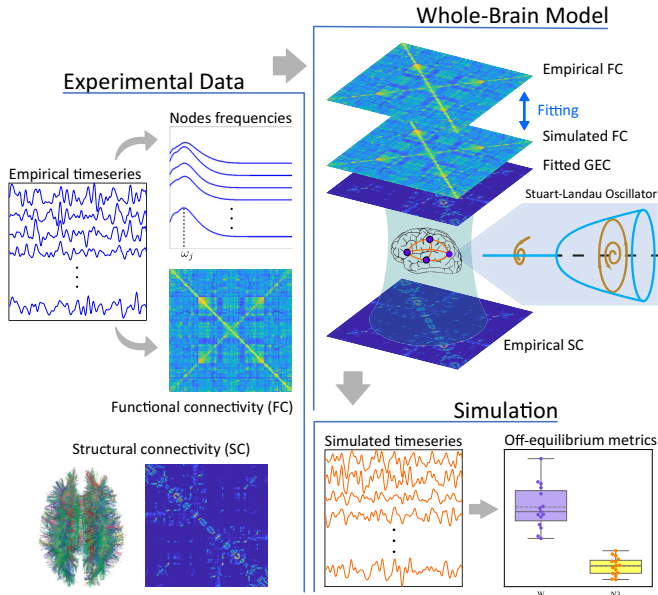 Whole-Brain Model
Experimental Data
Empirical FC
Fitting
Simulated FC
Fitted GEC
Stuart-Landau Oscillator
Empirical SC
Nodes frequencies
Empirical timeseries
ω_j
Functional connectivity (FC)
Structural connectivity (SC)
Simulation
Simulated timeseries
Off-equilibrium metrics
W
N3